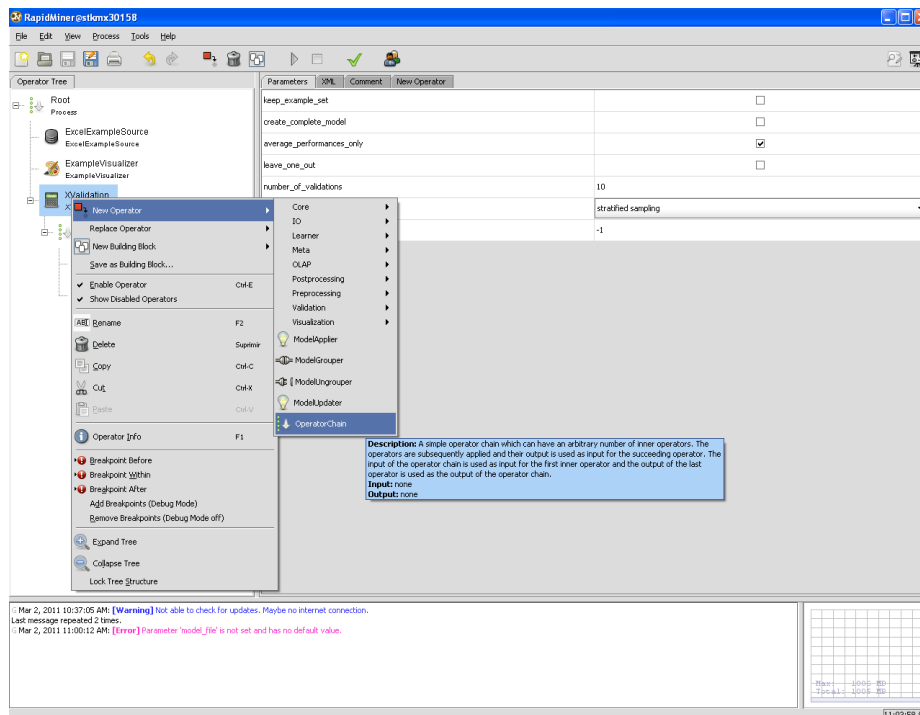 RapidMiner@stkmx30158
File Edit View Process Tools Help
Operator Tree
Parameters XML Comment New Operator
Root
Process
ExcelExampleSource
ExcelExampleSource
ExampleVisualizer
ExampleVisualizer
XValidation
keep_example_set
create_complete_model
average_performances_only
leave_one_out
number_of_validations 10
stratified sampling
-1
New Operator
Replace Operator
New Building Block
Save as Building Block...
Enable Operator Ctrl-E
Show Disabled Operators
Rename F2
Delete Suprimir
Copy Ctrl-C
Cut Ctrl-X
Paste Ctrl-V
Operator Info F1
Breakpoint Before
Breakpoint Within
Breakpoint After
Add Breakpoints (Debug Mode)
Remove Breakpoints (Debug Mode off)
Expand Tree
Collapse Tree
Lock Tree Structure
Core
IO
Learner
Meta
OLAP
Postprocessing
Preprocessing
Validation
Visualization
ModelApplier
ModelGrouper
ModelUngrouper
ModelUpdater
OperatorChain
Description: A simple operator chain which can have an arbitrary number of inner operators. The
operators are subsequently applied and their output is used as input for the succeeding operator. The
input of the operator chain is used as input for the first inner operator and the output of the last
operator is used as the output of the operator chain.
Input: none
Output: none
G Mar 2, 2011 10:37:05 AM: [Warning] Not able to check for updates. Maybe no internet connection.
Last message repeated 2 times.
G Mar 2, 2011 11:00:12 AM: [Error] Parameter 'model_file' is not set and has no default value.
Max: 1005 MB
Total: 1005 MB